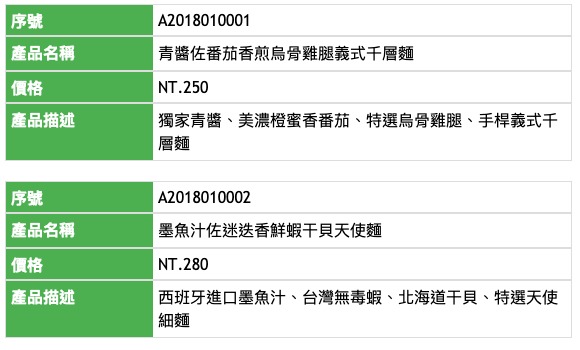 序號 A2018010001
產品名稱 青醬佐番茄香煎烏骨雞腿義式千層麵
價格 NT.250
產品描述 獨家青醬、美濃橙蜜香番茄、特選烏骨雞腿、手桿義式千
層麵
序號 A2018010002
產品名稱 墨魚汁佐迷迭香鮮蝦干貝天使麵
價格 NT.280
產品描述 西班牙進口墨魚汁、台灣無毒蝦、北海道干貝、特選天使
細麵